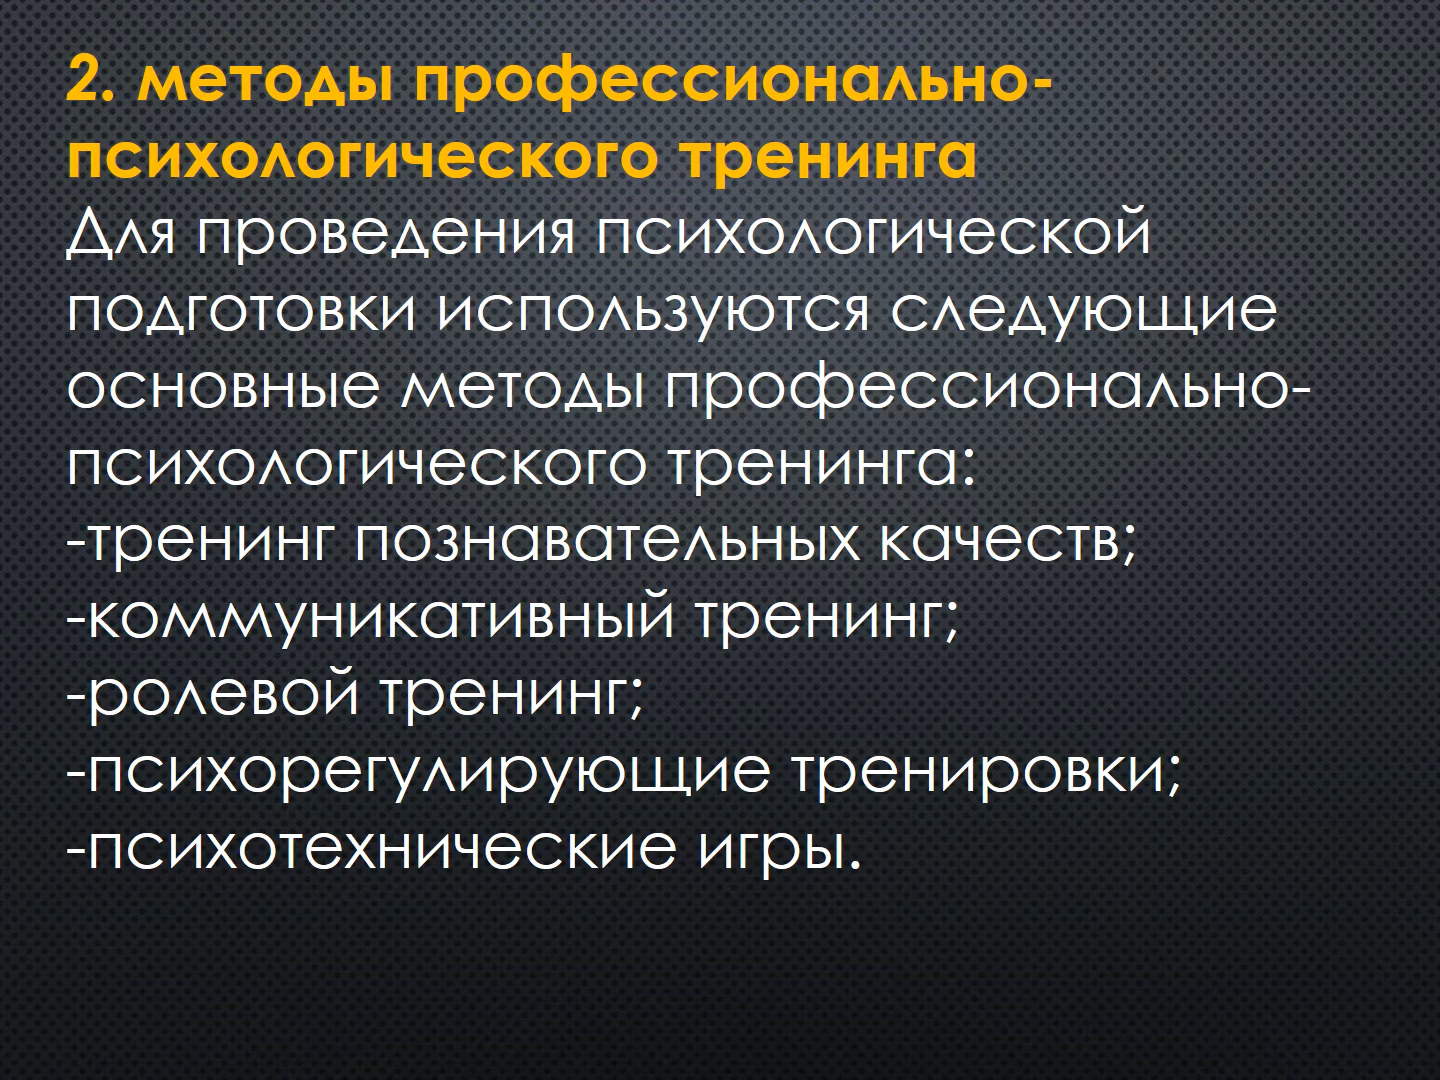 2. методы профессионально-
психологического тренинга
Для проведения психологической
подготовки используются следующие
основные методы профессионально-
психологического тренинга:
-тренинг познавательных качеств;
-коммуникативный тренинг;
-ролевой тренинг;
-психорегулирующие тренировки;
-психотехнические игры.